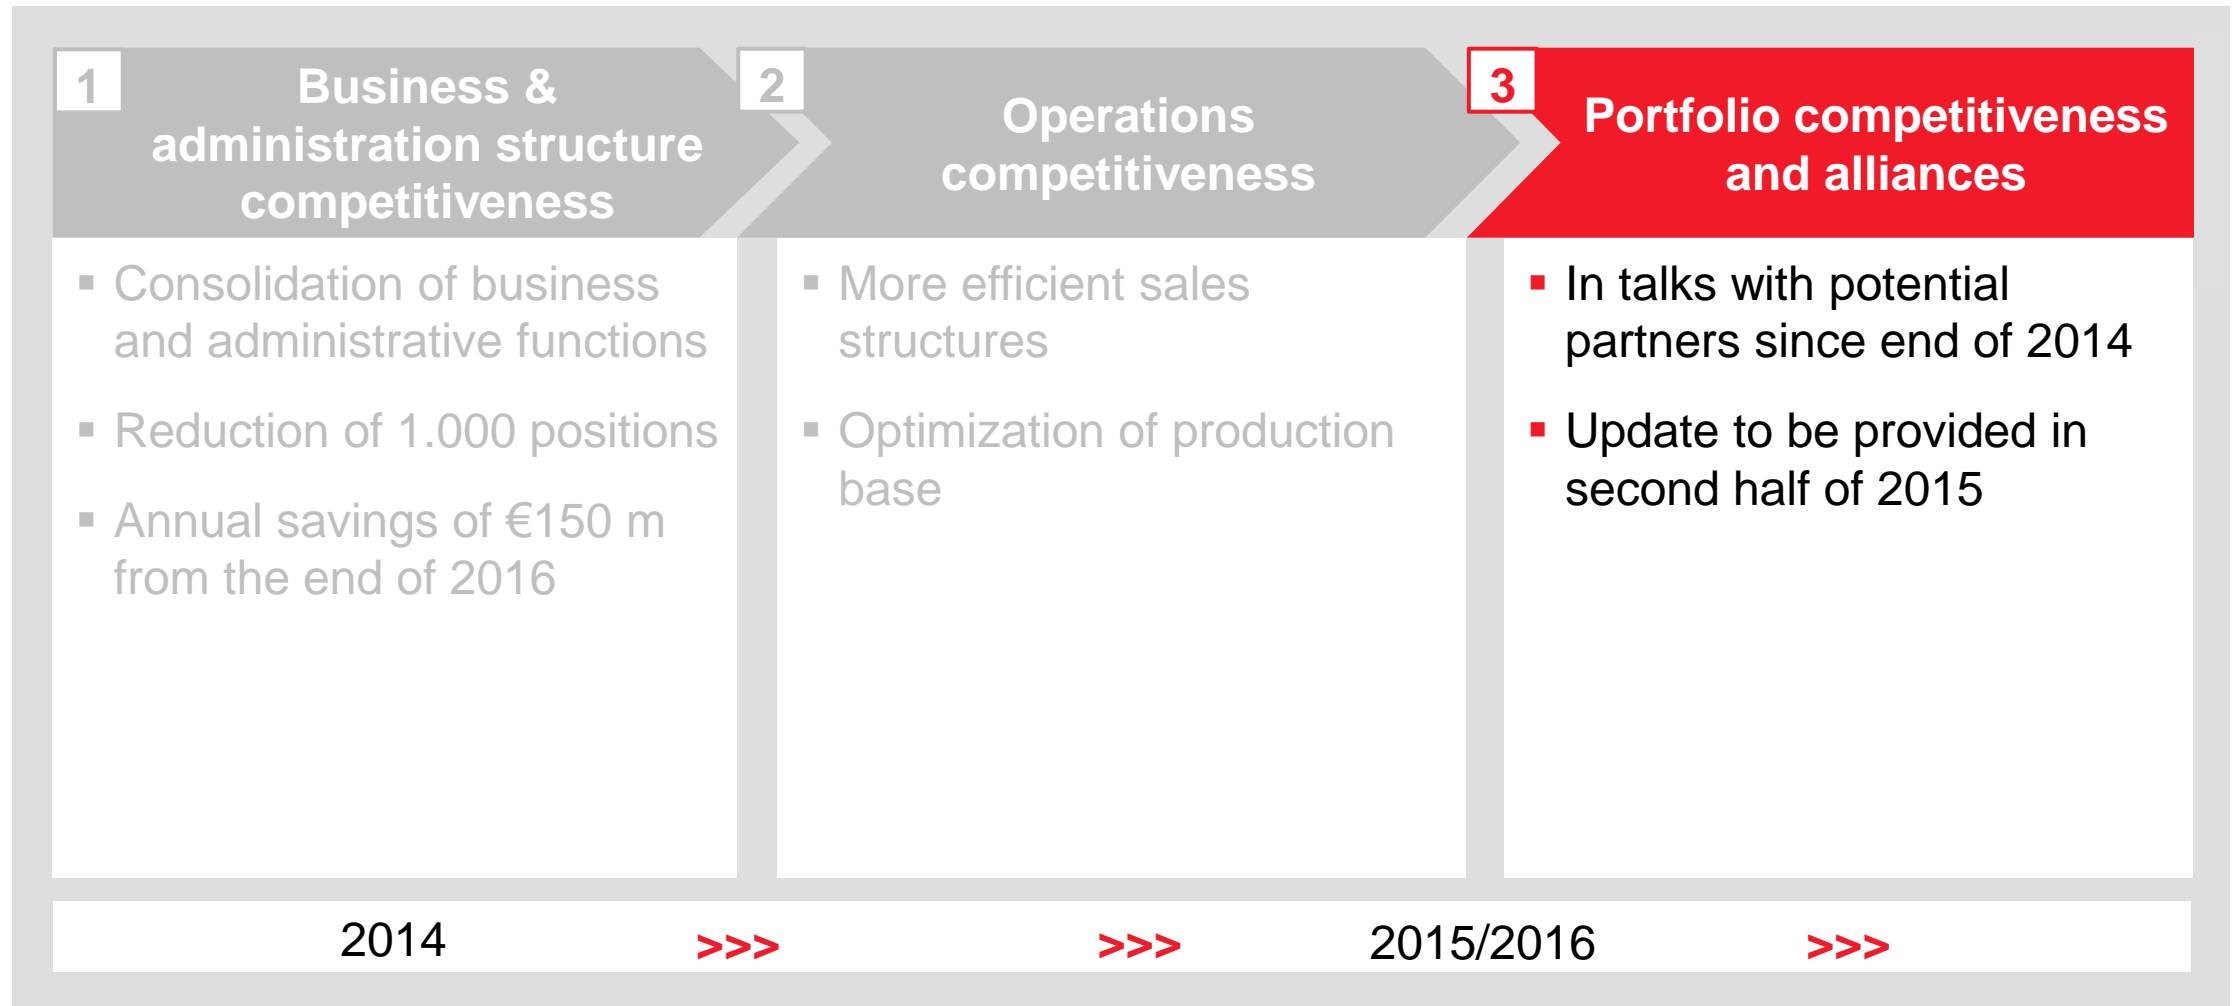 1
Business &
administration structure
competitiveness
▪ Consolidation of business
and administrative functions
▪ Reduction of 1.000 positions
▪ Annual savings of €150 m
from the end of 2016
2
Operations
competitiveness
▪ More efficient sales
structures
▪ Optimization of production
base
3
Portfolio competitiveness
and alliances
▪ In talks with potential
partners since end of 2014
▪ Update to be provided in
second half of 2015
2014 >>> >>> 2015/2016 >>>